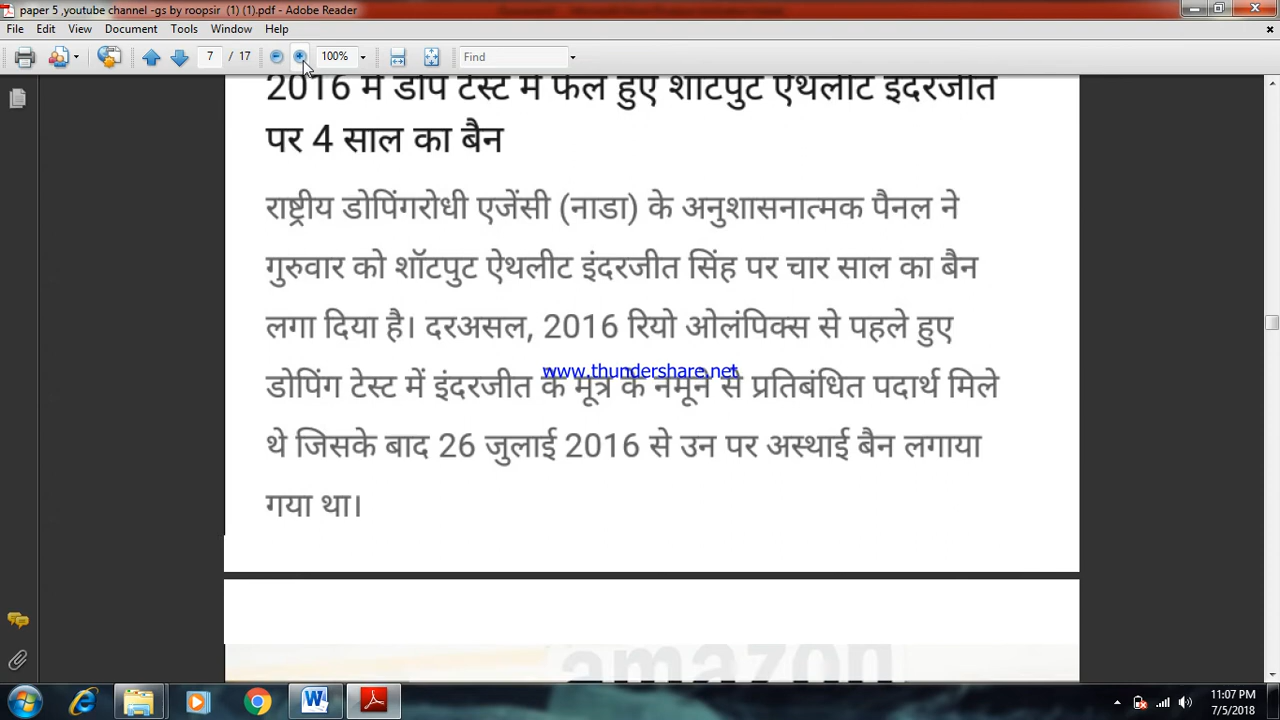 paper 5 ,youtube channel -gs by roopsir (1) (1).pdf - Adobe Reader
File Edit View Document Tools Window Help
7 / 17 100% Find
2016 में डोप टेस्ट में फेल हुए शॉटपुट ऐथलीट इंदरजीत
पर 4 साल का बैन
राष्ट्रीय डोपिंगरोधी एजेंसी (नाडा) के अनुशासनात्मक पैनल ने
गुरुवार को शॉटपुट ऐथलीट इंदरजीत सिंह पर चार साल का बैन
लगा दिया है। दरअसल, 2016 रियो ओलंपिक्स से पहले हुए
www.thundershare.net
डोपिंग टेस्ट में इंदरजीत के मूत्र के नमूने से प्रतिबंधित पदार्थ मिले
थे जिसके बाद 26 जुलाई 2016 से उन पर अस्थाई बैन लगाया
गया था।
amazon
11:07 PM
7/5/2018